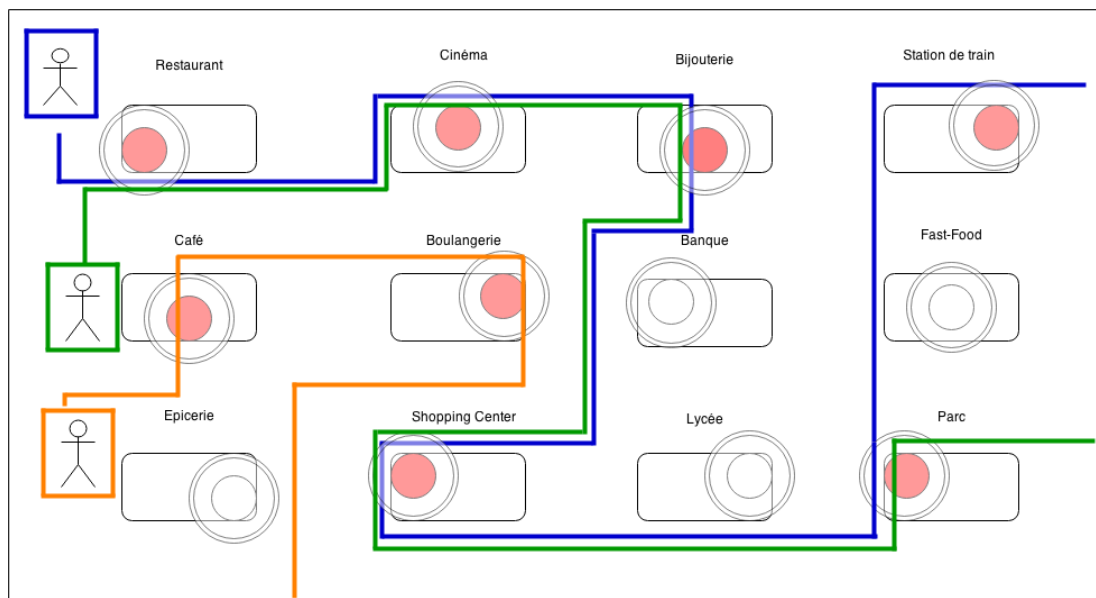 Restaurant
Cinéma
Bijouterie
Station de train
Café
Boulangerie
Banque
Fast-Food
Epicerie
Shopping Center
Lycée
Parc